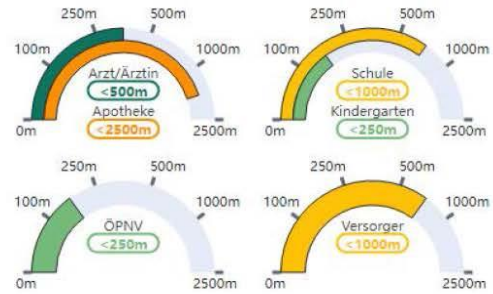 250m 500m
100m 1000m
Arzt/Ärztin
<500m
Apotheke
<2500m
0m 2500m
250m 500m
100m 1000m
Schule
<1000m
Kindergarten
<250m
0m 2500m
250m 500m
100m 1000m
ÖPNV
<250m
0m 2500m
250m 500m
100m 1000m
Versorger
<1000m
0m 2500m